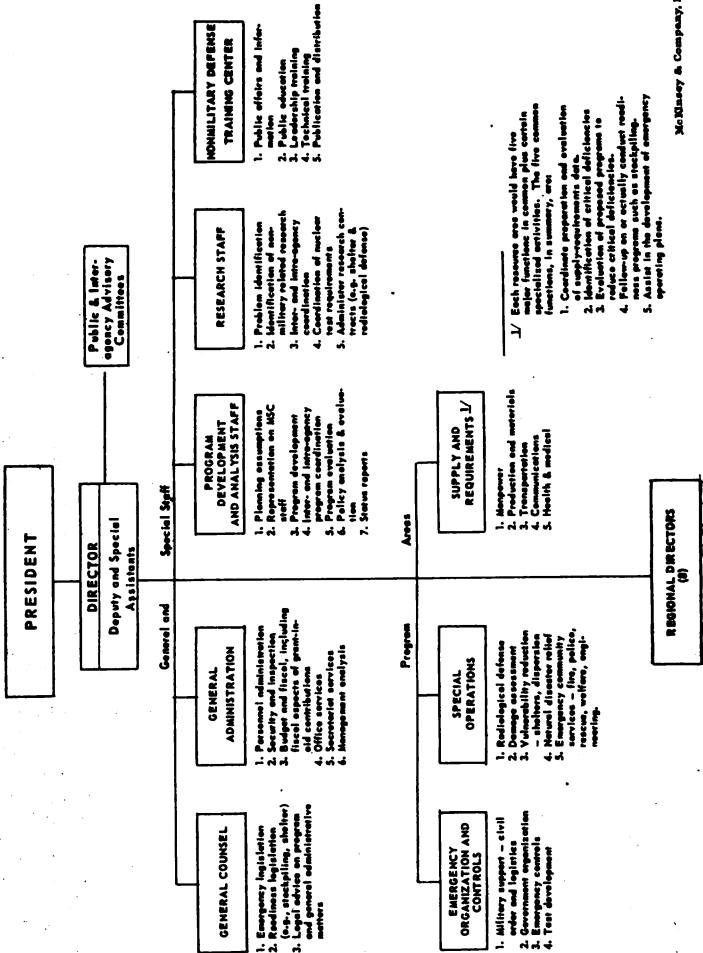 PRESIDENT
DIRECTOR
Deputy and Special
Assistants
Public & Inter-
agency Advisory
Committees
General and
Special Staff
GENERAL COUNSEL
1. Emergency legislation
2. Readiness legislation
(e.g., stockpiling, shelter)
3. Legal advice on program
and general administrative
matters
GENERAL
ADMINISTRATION
1. Personnel administration
2. Security and inspection
3. Budget and fiscal, including
fiscal aspects of grant-in-
aid contributions
4. Office services
5. Secretariat services
6. Management analysis
PROGRAM
DEVELOPMENT
AND ANALYSIS STAFF
1. Planning assumptions
2. Representation on MSC
staff
3. Program development
4. Inter- and intra-agency
program coordination
5. Program evaluation
6. Policy analysis & evalua-
tion
7. Status reports
RESEARCH STAFF
1. Problem identification
2. Identification of non-
military related research
3. Inter- and intra-agency
coordination
4. Coordination of nuclear
test requirements
5. Administer research con-
tracts (e.g. shelter &
radiological defense)
NONMILITARY DEFENSE
TRAINING CENTER
1. Public affairs and infor-
mation
2. Public education
3. Leadership training
4. Technical training
5. Publication and distribution
Program
Areas
EMERGENCY
ORGANIZATION AND
CONTROLS
1. Military support – civil
order and logistics
2. Government organization
3. Emergency controls
4. Test development
SPECIAL
OPERATIONS
1. Radiological defense
2. Damage assessment
3. Vulnerability reduction
– shelters, dispersion
4. Natural disaster relief
5. Emergency community
services – fire, police,
rescue, welfare, engi-
neering.
SUPPLY AND
REQUIREMENTS 1/
1. Manpower
2. Production and materials
3. Transportation
4. Communications
5. Health & medical
1/ Each resource area would have five
major functions in common plus certain
specialized activities. The five common
functions, in summary, are:
1. Coordinate preparation and evaluation
of supply-requirements data.
2. Identification of critical deficiencies
3. Evaluation of proposed programs to
reduce critical deficiencies.
4. Follow-up on or actually conduct readi-
ness programs such as stockpiling.
5. Assist in the development of emergency
operating plans.
REGIONAL DIRECTORS
(8)
McKinsey & Company,